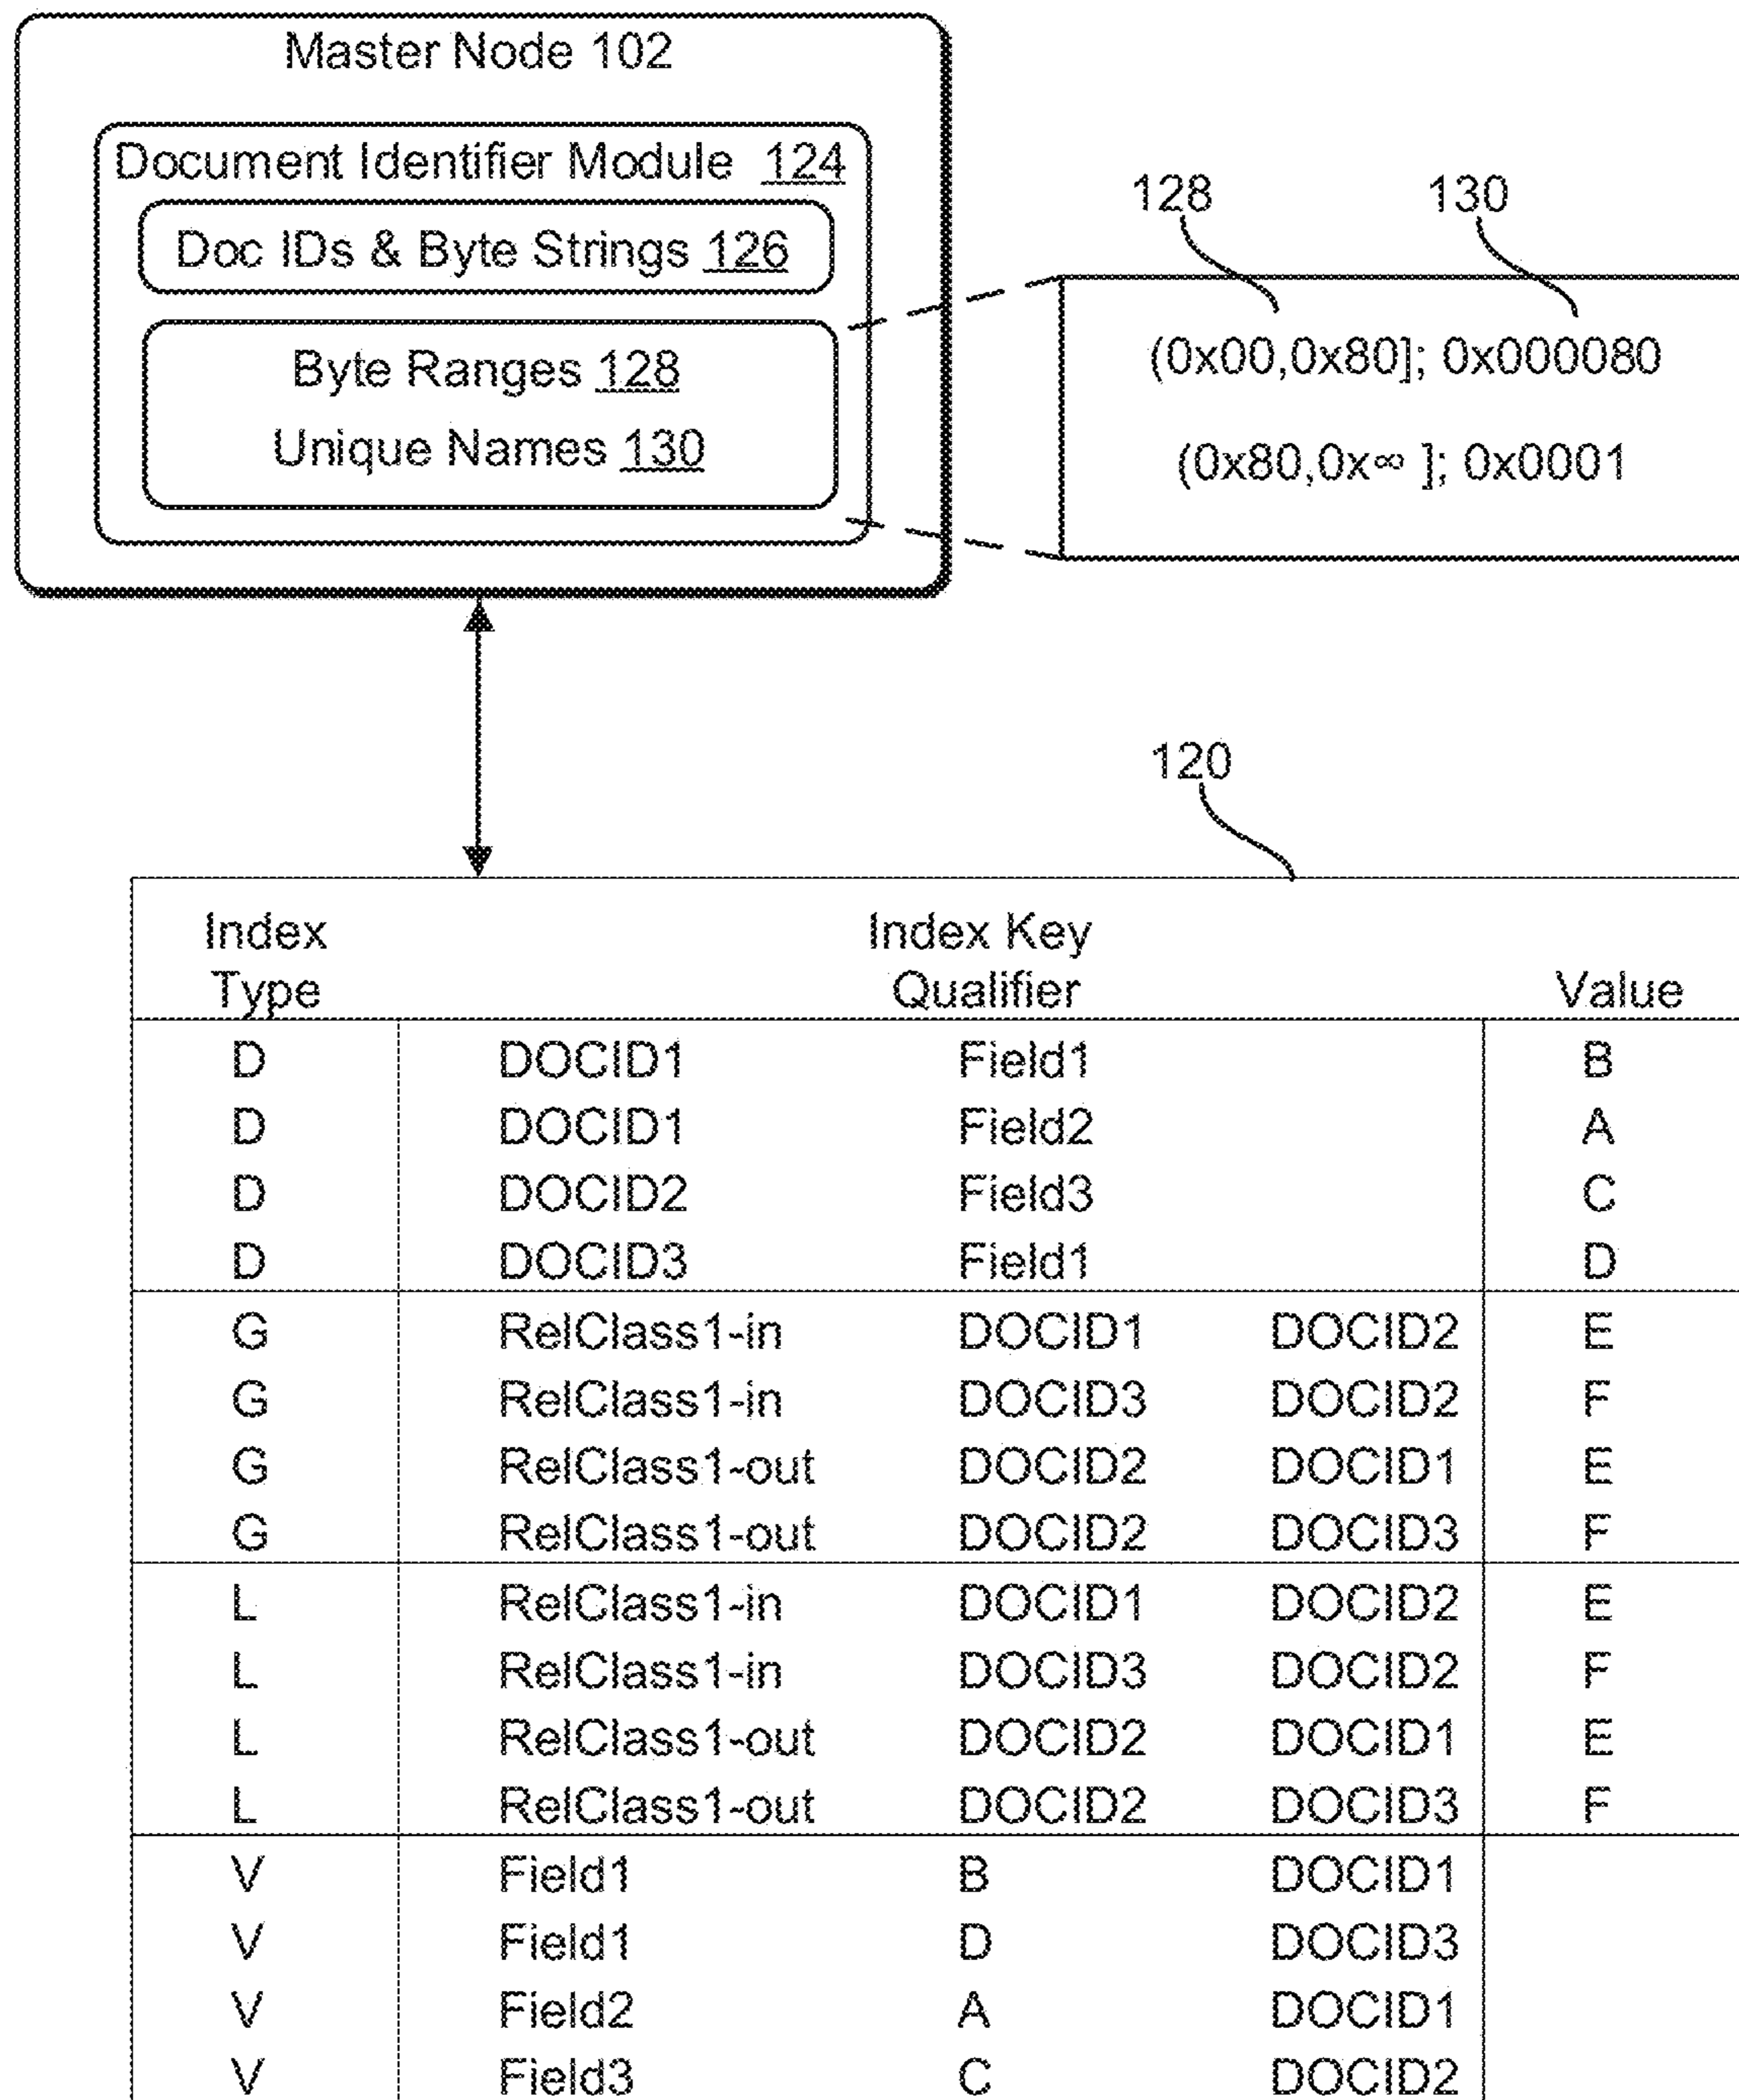 Master Node 102
Document Identifier Module 124
Doc IDs & Byte Strings 126
Byte Ranges 128
Unique Names 130
128 130
(0x00,0x80]; 0x000080
(0x80,0x∞ ]; 0x0001
120
Index Type Index Key Qualifier Value
D DOCID1 Field1 B
D DOCID1 Field2 A
D DOCID2 Field3 C
D DOCID3 Field1 D
G RelClass1-in DOCID1 DOCID2 E
G RelClass1-in DOCID3 DOCID2 F
G RelClass1-out DOCID2 DOCID1 E
G RelClass1-out DOCID2 DOCID3 F
L RelClass1-in DOCID1 DOCID2 E
L RelClass1-in DOCID3 DOCID2 F
L RelClass1-out DOCID2 DOCID1 E
L RelClass1-out DOCID2 DOCID3 F
V Field1 B DOCID1
V Field1 D DOCID3
V Field2 A DOCID1
V Field3 C DOCID2